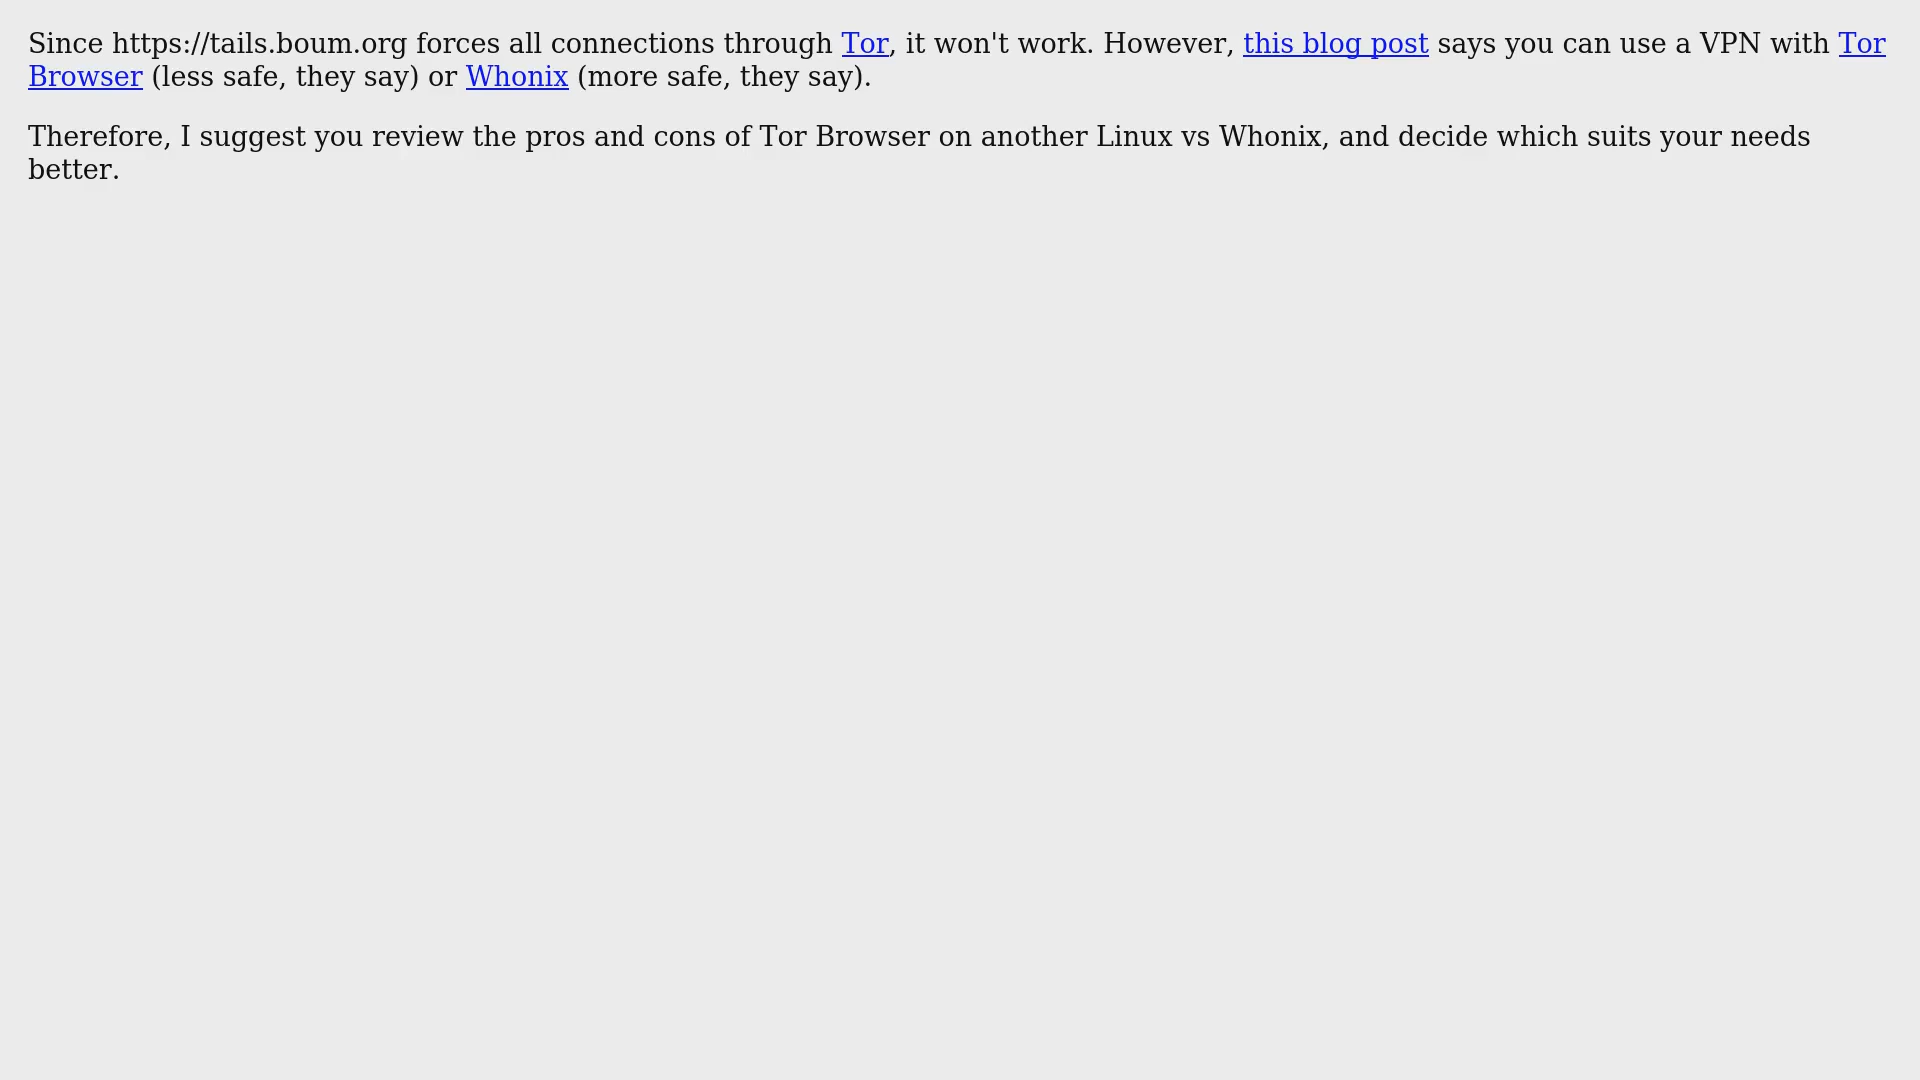 Since https://tails.boum.org forces all connections through Tor, it won't work. However, this blog post says you can use a VPN with Tor
Browser (less safe, they say) or Whonix (more safe, they say).
Therefore, I suggest you review the pros and cons of Tor Browser on another Linux vs Whonix, and decide which suits your needs
better.